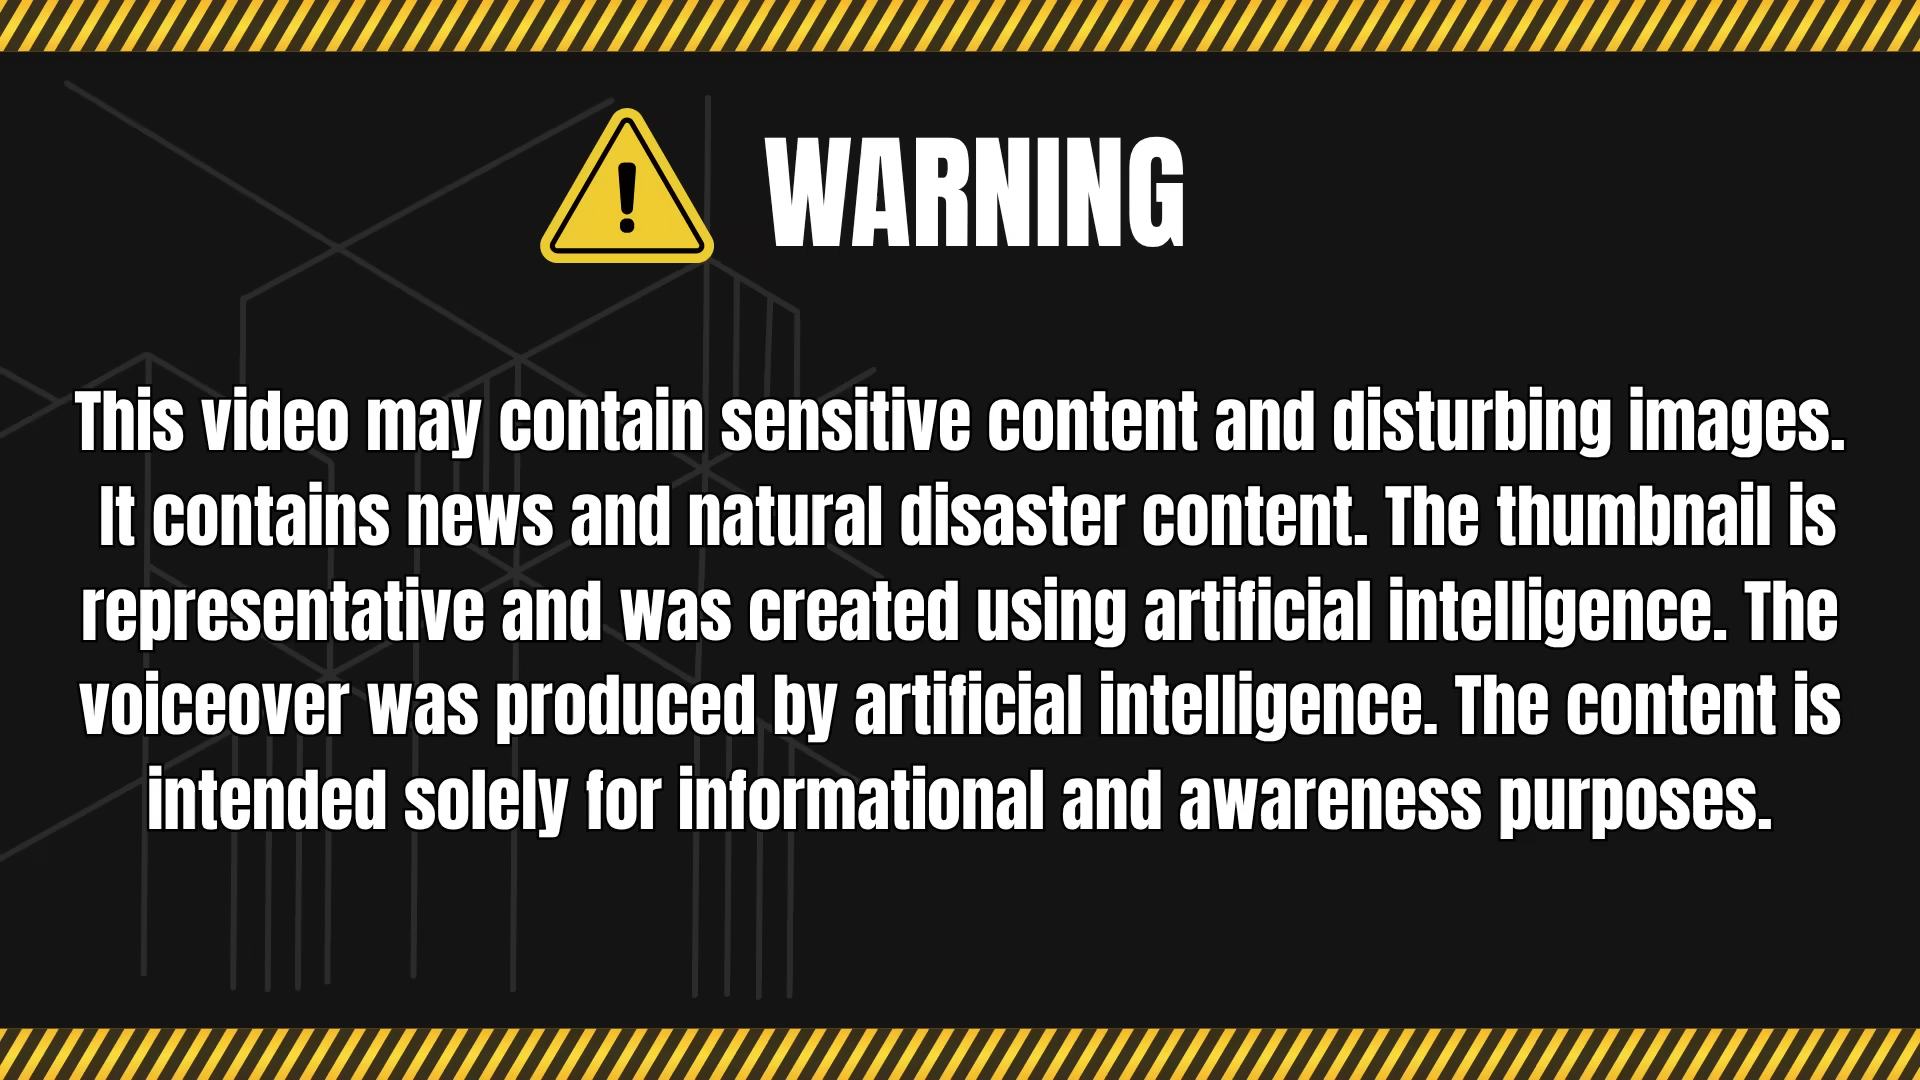 WARNING
This video may contain sensitive content and disturbing images.
It contains news and natural disaster content. The thumbnail is
representative and was created using artificial intelligence. The
voiceover was produced by artificial intelligence. The content is
intended solely for informational and awareness purposes.